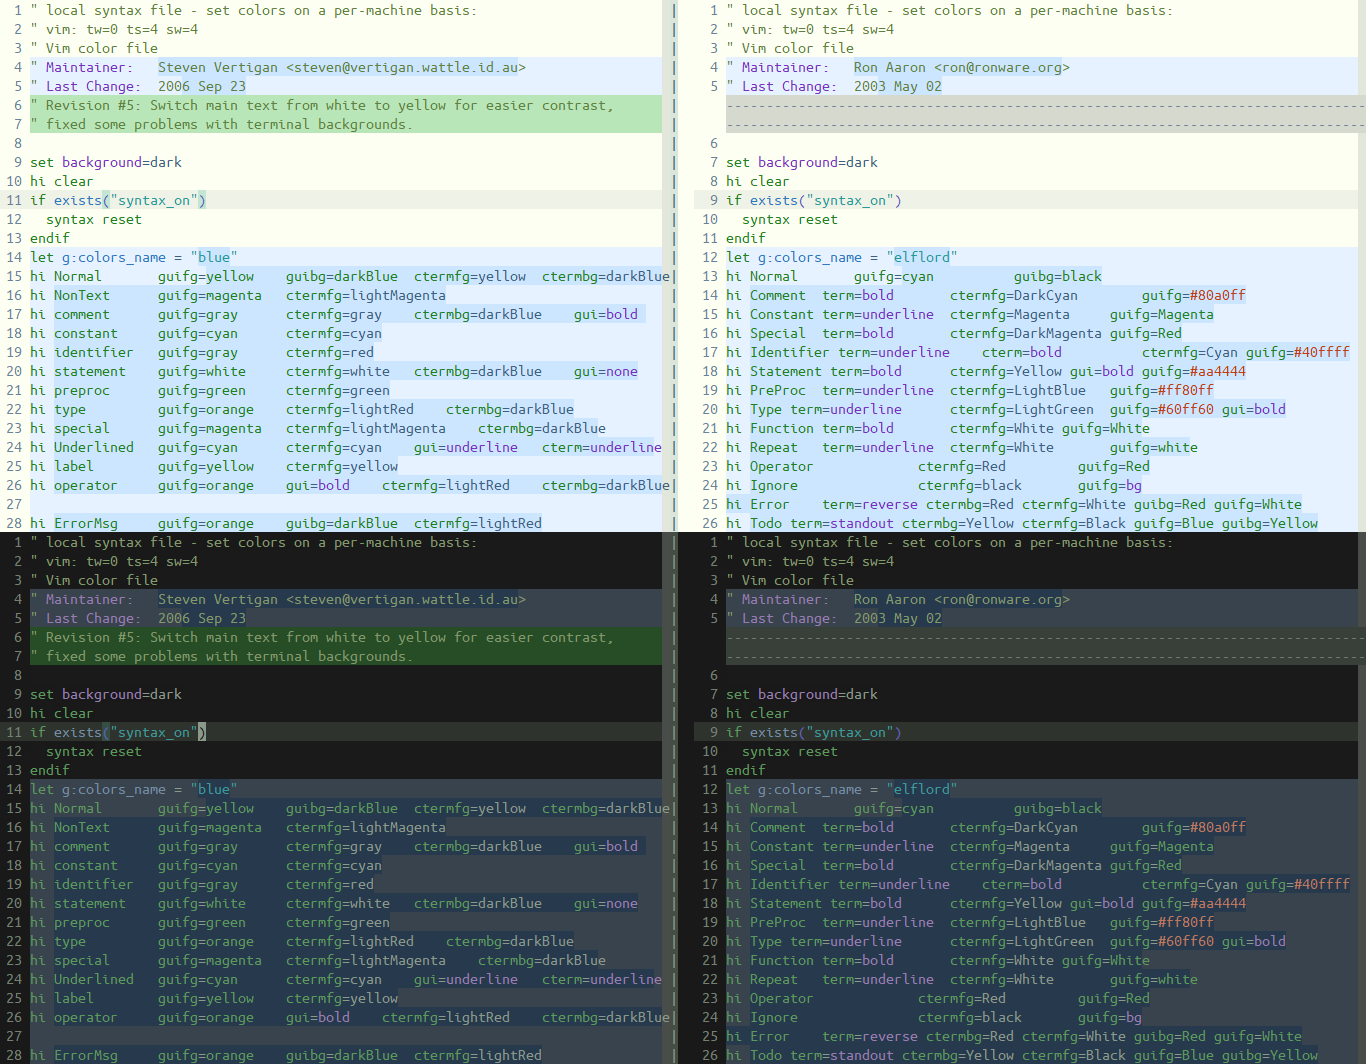 1 " local syntax file - set colors on a per-machine basis:
2 " vim: tw=0 ts=4 sw=4
3 " Vim color file
4 " Maintainer:   Steven Vertigan <steven@vertigan.wattle.id.au>
5 " Last Change:  2006 Sep 23
6 " Revision #5: Switch main text from white to yellow for easier contrast,
7 " fixed some problems with terminal backgrounds.
8
9 set background=dark
10 hi clear
11 if exists("syntax_on")
12   syntax reset
13 endif
14 let g:colors_name = "blue"
15 hi Normal       guifg=yellow    guibg=darkBlue  ctermfg=yellow  ctermbg=darkBlue
16 hi NonText      guifg=magenta   ctermfg=lightMagenta
17 hi comment      guifg=gray      ctermfg=gray    ctermbg=darkBlue    gui=bold
18 hi constant     guifg=cyan      ctermfg=cyan
19 hi identifier   guifg=gray      ctermfg=red
20 hi statement    guifg=white     ctermfg=white   ctermbg=darkBlue    gui=none
21 hi preproc      guifg=green     ctermfg=green
22 hi type         guifg=orange    ctermfg=lightRed    ctermbg=darkBlue
23 hi special      guifg=magenta   ctermfg=lightMagenta    ctermbg=darkBlue
24 hi Underlined   guifg=cyan      ctermfg=cyan    gui=underline   cterm=underline
25 hi label        guifg=yellow    ctermfg=yellow
26 hi operator     guifg=orange    gui=bold    ctermfg=lightRed    ctermbg=darkBlue
27
28 hi ErrorMsg     guifg=orange    guibg=darkBlue  ctermfg=lightRed
1 " local syntax file - set colors on a per-machine basis:
2 " vim: tw=0 ts=4 sw=4
3 " Vim color file
4 " Maintainer:   Ron Aaron <ron@ronware.org>
5 " Last Change:  2003 May 02
--------------------------------------------------------------------------------
--------------------------------------------------------------------------------
6
7 set background=dark
8 hi clear
9 if exists("syntax_on")
10   syntax reset
11 endif
12 let g:colors_name = "elflord"
13 hi Normal       guifg=cyan          guibg=black
14 hi Comment  term=bold       ctermfg=DarkCyan        guifg=#80a0ff
15 hi Constant term=underline  ctermfg=Magenta     guifg=Magenta
16 hi Special  term=bold       ctermfg=DarkMagenta guifg=Red
17 hi Identifier term=underline    cterm=bold          ctermfg=Cyan guifg=#40ffff
18 hi Statement term=bold      ctermfg=Yellow gui=bold guifg=#aa4444
19 hi PreProc  term=underline  ctermfg=LightBlue   guifg=#ff80ff
20 hi Type term=underline      ctermfg=LightGreen  guifg=#60ff60 gui=bold
21 hi Function term=bold       ctermfg=White guifg=White
22 hi Repeat   term=underline  ctermfg=White       guifg=white
23 hi Operator             ctermfg=Red         guifg=Red
24 hi Ignore               ctermfg=black       guifg=bg
25 hi Error    term=reverse ctermbg=Red ctermfg=White guibg=Red guifg=White
26 hi Todo term=standout ctermbg=Yellow ctermfg=Black guifg=Blue guibg=Yellow
1 " local syntax file - set colors on a per-machine basis:
2 " vim: tw=0 ts=4 sw=4
3 " Vim color file
4 " Maintainer:   Steven Vertigan <steven@vertigan.wattle.id.au>
5 " Last Change:  2006 Sep 23
6 " Revision #5: Switch main text from white to yellow for easier contrast,
7 " fixed some problems with terminal backgrounds.
8
9 set background=dark
10 hi clear
11 if exists("syntax_on")
12   syntax reset
13 endif
14 let g:colors_name = "blue"
15 hi Normal       guifg=yellow    guibg=darkBlue  ctermfg=yellow  ctermbg=darkBlue
16 hi NonText      guifg=magenta   ctermfg=lightMagenta
17 hi comment      guifg=gray      ctermfg=gray    ctermbg=darkBlue    gui=bold
18 hi constant     guifg=cyan      ctermfg=cyan
19 hi identifier   guifg=gray      ctermfg=red
20 hi statement    guifg=white     ctermfg=white   ctermbg=darkBlue    gui=none
21 hi preproc      guifg=green     ctermfg=green
22 hi type         guifg=orange    ctermfg=lightRed    ctermbg=darkBlue
23 hi special      guifg=magenta   ctermfg=lightMagenta    ctermbg=darkBlue
24 hi Underlined   guifg=cyan      ctermfg=cyan    gui=underline   cterm=underline
25 hi label        guifg=yellow    ctermfg=yellow
26 hi operator     guifg=orange    gui=bold    ctermfg=lightRed    ctermbg=darkBlue
27
28 hi ErrorMsg     guifg=orange    guibg=darkBlue  ctermfg=lightRed
1 " local syntax file - set colors on a per-machine basis:
2 " vim: tw=0 ts=4 sw=4
3 " Vim color file
4 " Maintainer:   Ron Aaron <ron@ronware.org>
5 " Last Change:  2003 May 02
--------------------------------------------------------------------------------
--------------------------------------------------------------------------------
6
7 set background=dark
8 hi clear
9 if exists("syntax_on")
10   syntax reset
11 endif
12 let g:colors_name = "elflord"
13 hi Normal       guifg=cyan          guibg=black
14 hi Comment  term=bold       ctermfg=DarkCyan        guifg=#80a0ff
15 hi Constant term=underline  ctermfg=Magenta     guifg=Magenta
16 hi Special  term=bold       ctermfg=DarkMagenta guifg=Red
17 hi Identifier term=underline    cterm=bold          ctermfg=Cyan guifg=#40ffff
18 hi Statement term=bold      ctermfg=Yellow gui=bold guifg=#aa4444
19 hi PreProc  term=underline  ctermfg=LightBlue   guifg=#ff80ff
20 hi Type term=underline      ctermfg=LightGreen  guifg=#60ff60 gui=bold
21 hi Function term=bold       ctermfg=White guifg=White
22 hi Repeat   term=underline  ctermfg=White       guifg=white
23 hi Operator             ctermfg=Red         guifg=Red
24 hi Ignore               ctermfg=black       guifg=bg
25 hi Error    term=reverse ctermbg=Red ctermfg=White guibg=Red guifg=White
26 hi Todo term=standout ctermbg=Yellow ctermfg=Black guifg=Blue guibg=Yellow